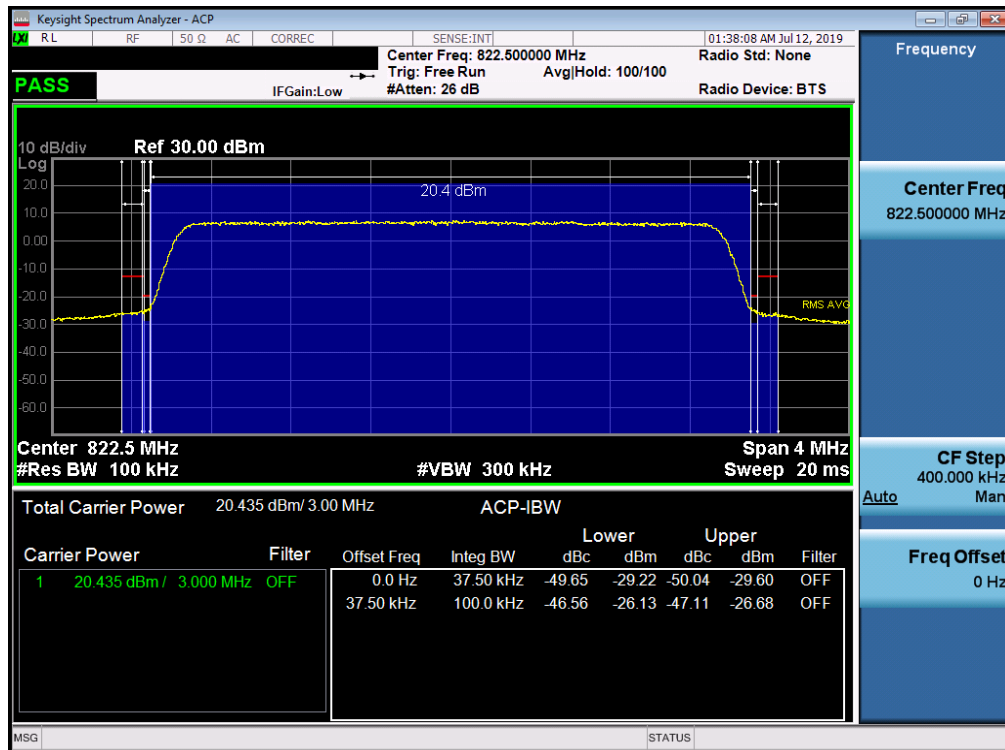 Keysight Spectrum Analyzer - ACP
LXI RL RF 50 Ω AC CORREC SENSE:INT 01:38:08 AM Jul 12, 2019
Center Freq: 822.500000 MHz Radio Std: None
Trig: Free Run Avg|Hold: 100/100
PASS IFGain:Low #Atten: 26 dB Radio Device: BTS
10 dB/div Ref 30.00 dBm
Log
20.0
20.4 dBm
10.0
0.00
-10.0
-20.0
RMS AVG
-30.0
-40.0
-50.0
-60.0
Center 822.5 MHz Span 4 MHz
#Res BW 100 kHz #VBW 300 kHz Sweep 20 ms
Total Carrier Power 20.435 dBm/ 3.00 MHz ACP-IBW
Lower Upper
Carrier Power Filter Offset Freq Integ BW dBc dBm dBc dBm Filter
1 20.435 dBm / 3.000 MHz OFF 0.0 Hz 37.50 kHz -49.65 -29.22 -50.04 -29.60 OFF
37.50 kHz 100.0 kHz -46.56 -26.13 -47.11 -26.68 OFF
MSG STATUS
Frequency
Center Freq
822.500000 MHz
CF Step
400.000 kHz
Auto Man
Freq Offset
0 Hz